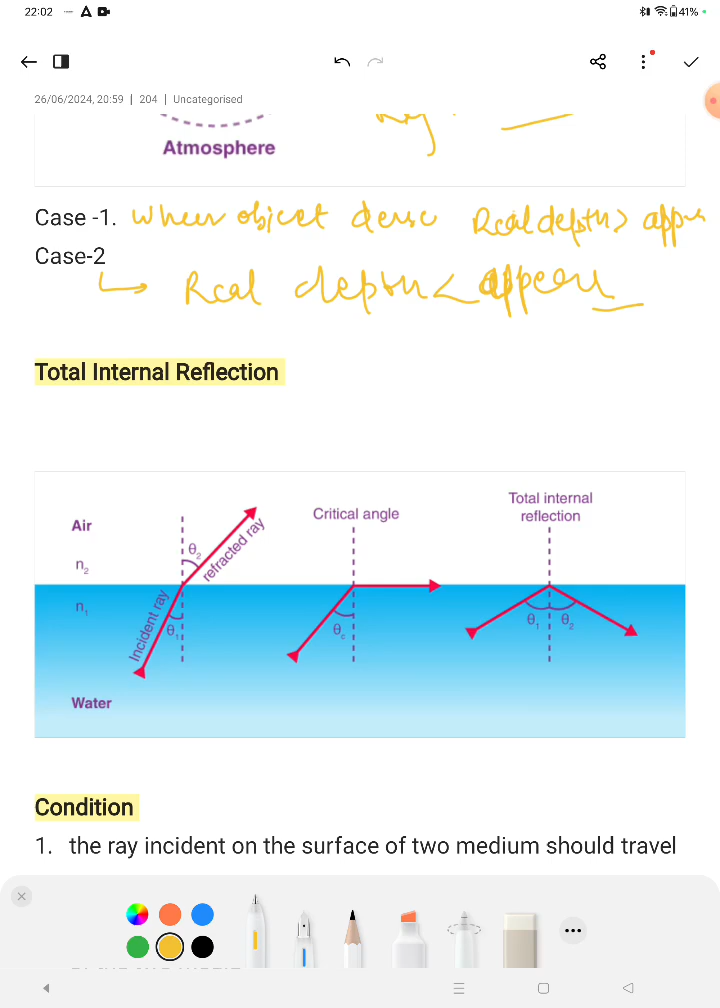 22:02
41%
26/06/2024, 20:59 | 204 | Uncategorised
Atmosphere
Case -1. when object dense Real depth >
Case-2
Real depth <
Total Internal Reflection
Air
n2
n1
Water
Incident ray
θ1
θ2
refracted ray
Critical angle
θc
Total internal
reflection
θ1 θ2
Condition
1. the ray incident on the surface of two medium should travel